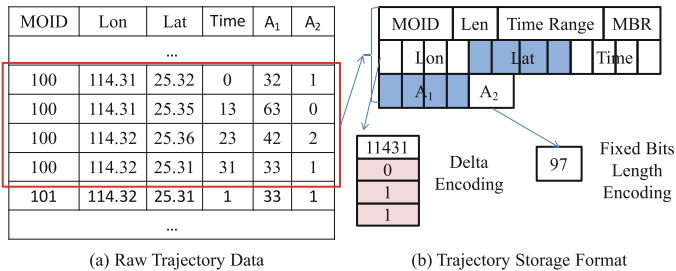 MOID Lon Lat Time A₁ A₂
...
100 114.31 25.32 0 32 1
100 114.31 25.35 13 63 0
100 114.32 25.36 23 42 2
100 114.32 25.31 31 33 1
101 114.32 25.31 1 33 1
...
(a) Raw Trajectory Data
MOID Len Time Range MBR
Lon Lat Time
A₁ A₂
11431
0
1
1
Delta
Encoding
97
Fixed Bits
Length
Encoding
(b) Trajectory Storage Format